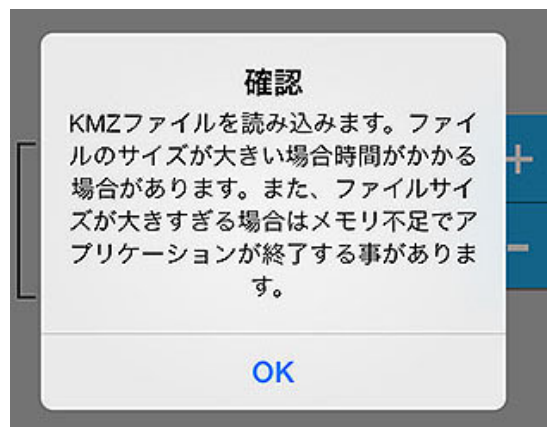 確認
KMZファイルを読み込みます。ファイ
ルのサイズが大きい場合時間がかかる
場合があります。また、ファイルサイ
ズが大きすぎる場合はメモリ不足でア
プリケーションが終了する事がありま
す。
+
-
OK